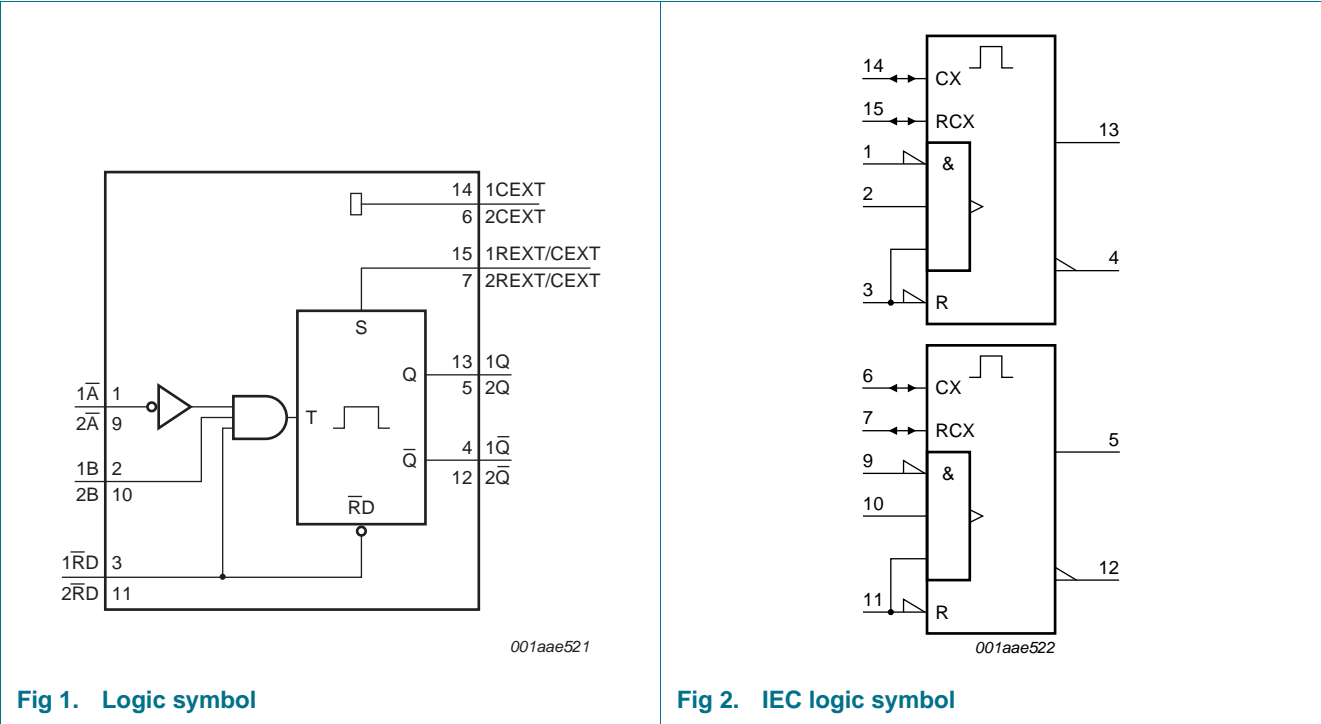 14 1CEXT
6 2CEXT
15 1REXT/CEXT
7 2REXT/CEXT
S
1A̅ 1
2A̅ 9
T
Q
13 1Q
5 2Q
1B 2
2B 10
Q̅
4 1Q̅
12 2Q̅
R̅D
1R̅D 3
2R̅D 11
001aae521
Fig 1. Logic symbol
14 CX
15 RCX
1 &
2
3 R
13
4
6 CX
7 RCX
9 &
10
11 R
5
12
001aae522
Fig 2. IEC logic symbol